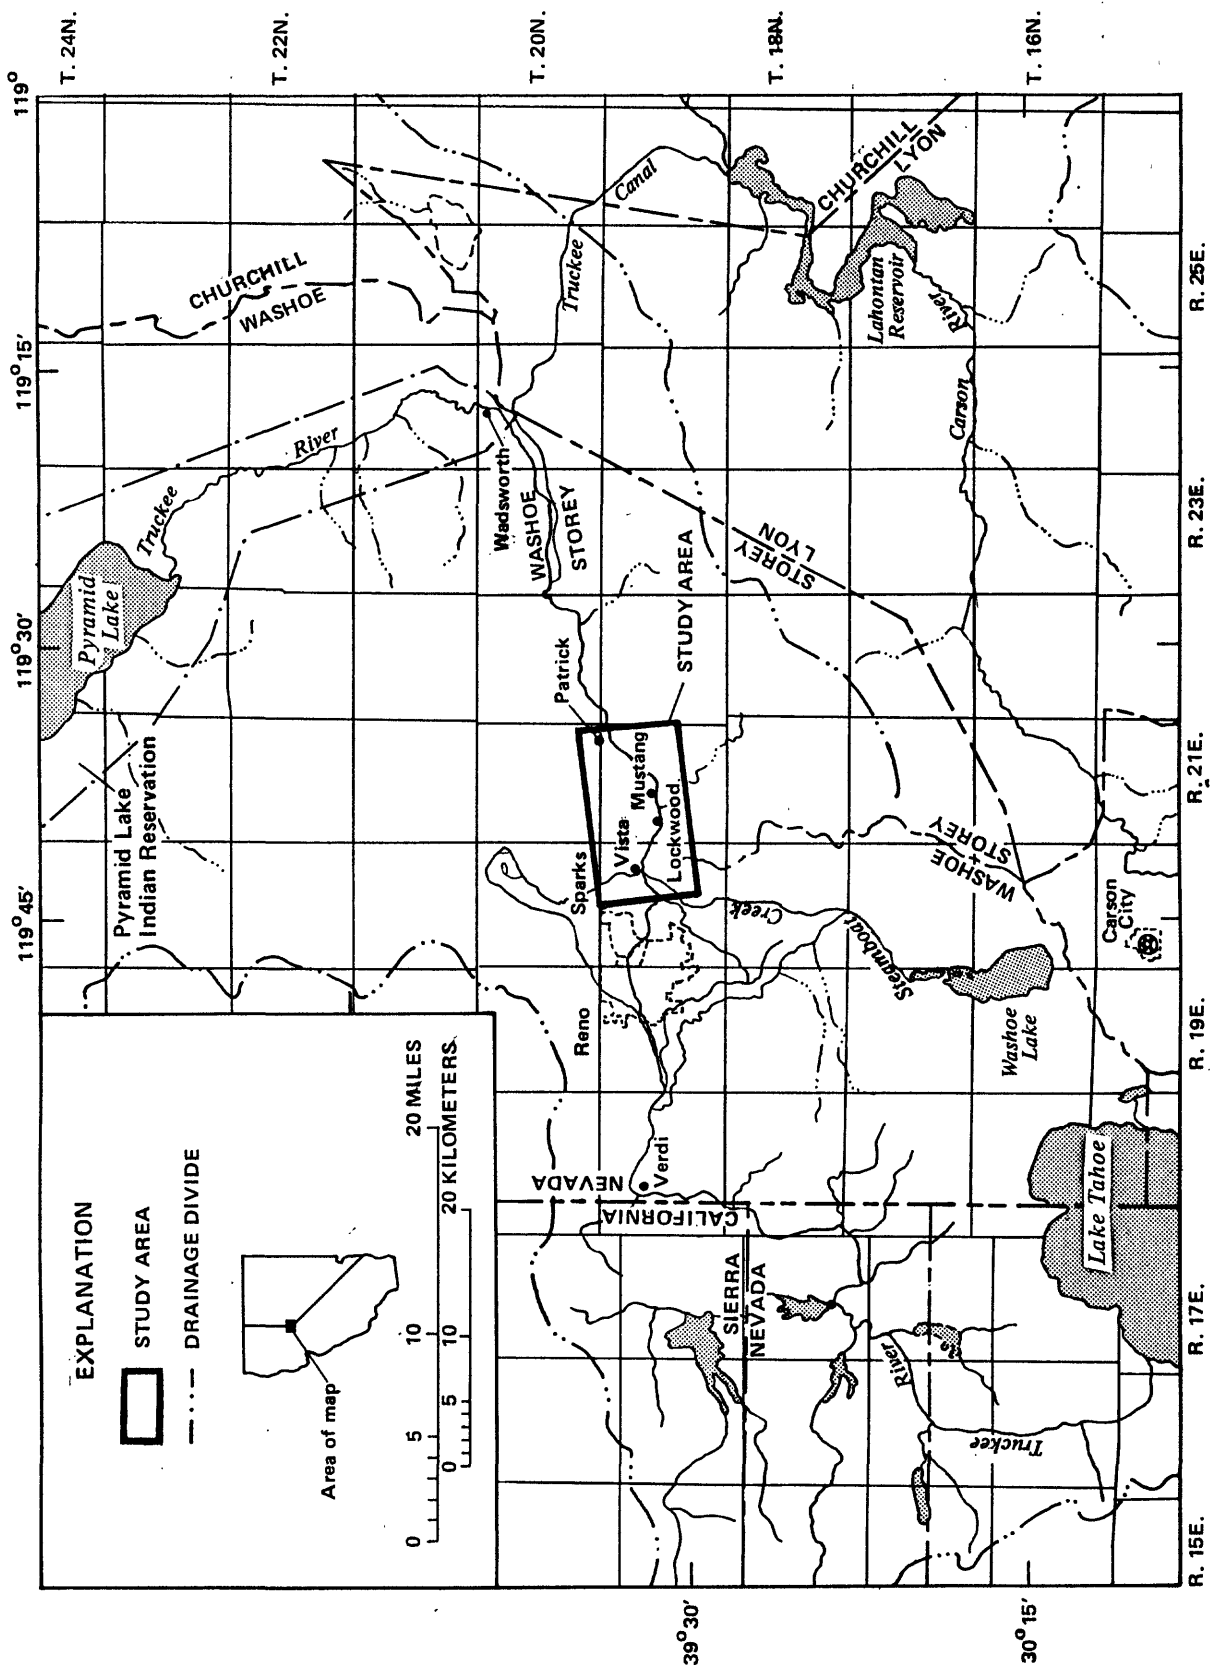 119°45'
119°30'
119°15'
119°
T. 24N.
T. 22N.
T. 20N.
T. 18N.
T. 16N.
39°30'
30°15'
R. 15E.
R. 17E.
R. 19E.
R. 21E.
R. 23E.
R. 25E.
EXPLANATION
STUDY AREA
DRAINAGE DIVIDE
Area of map
0
5
10
20 MILES
0
5
10
20 KILOMETERS
Pyramid Lake
Indian Reservation
Pyramid
Lake
Truckee
River
CHURCHILL
WASHOE
Wadsworth
WASHOE
STOREY
Truckee
Canal
Patrick
STUDY AREA
Sparks
Vista
Mustang
Lockwood
Reno
Verdi
NEVADA
CALIFORNIA
SIERRA
NEVADA
Steamboat
Creek
STOREY
LYON
CHURCHILL
LYON
Lahontan
Reservoir
Carson
River
WASHOE
STOREY
+
Carson
City
Washoe
Lake
Lake Tahoe
Truckee
River